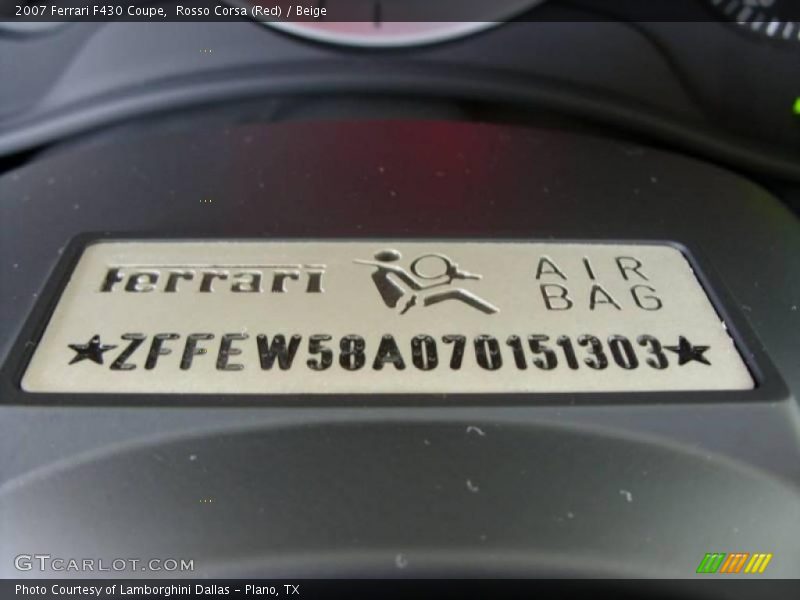 2007 Ferrari F430 Coupe, Rosso Corsa (Red) / Beige
Ferrari
AIR
BAG
★ZFFEW58A070151303★
GTCARLOT.COM
Photo Courtesy of Lamborghini Dallas - Plano, TX